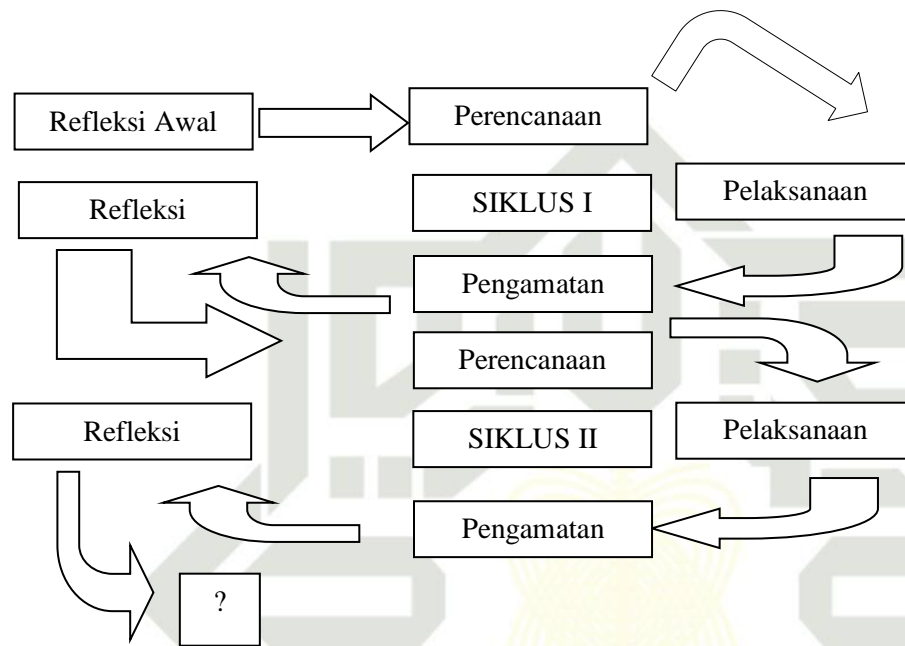 Refleksi Awal
Perencanaan
Refleksi
SIKLUS I
Pelaksanaan
Pengamatan
Perencanaan
Refleksi
SIKLUS II
Pelaksanaan
Pengamatan
?